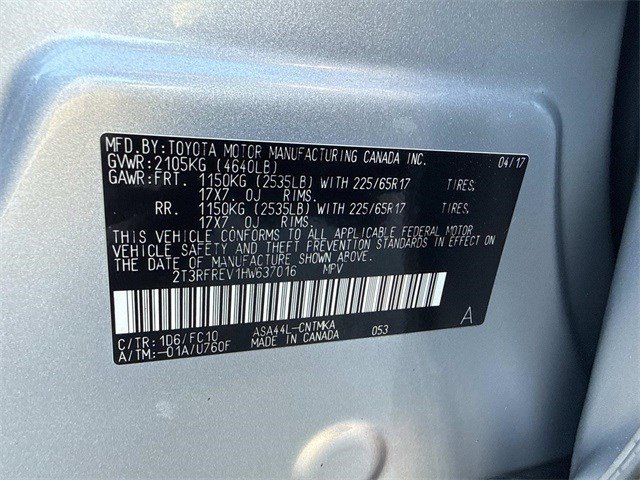 MFD.BY:TOYOTA MOTOR MANUFACTURING CANADA INC. 04/17
GVWR:2105KG (4640LB)
GAWR:FRT. 1150KG (2535LB) WITH 225/65R17 TIRES.
17X7. 0J RIMS.
RR. 1150KG (2535LB) WITH 225/65R17 TIRES.
17X7. 0J RIMS.
THIS VEHICLE CONFORMS TO ALL APPLICABLE FEDERAL MOTOR
VEHICLE SAFETY AND THEFT PREVENTION STANDARDS IN EFFECT ON
THE DATE OF MANUFACTURE SHOWN ABOVE.
2T3RFREV1HW637016 MPV
C/TR:1D6/FC10 ASA44L-CNTMKA 053 A
A/TM:-01A/U760F MADE IN CANADA